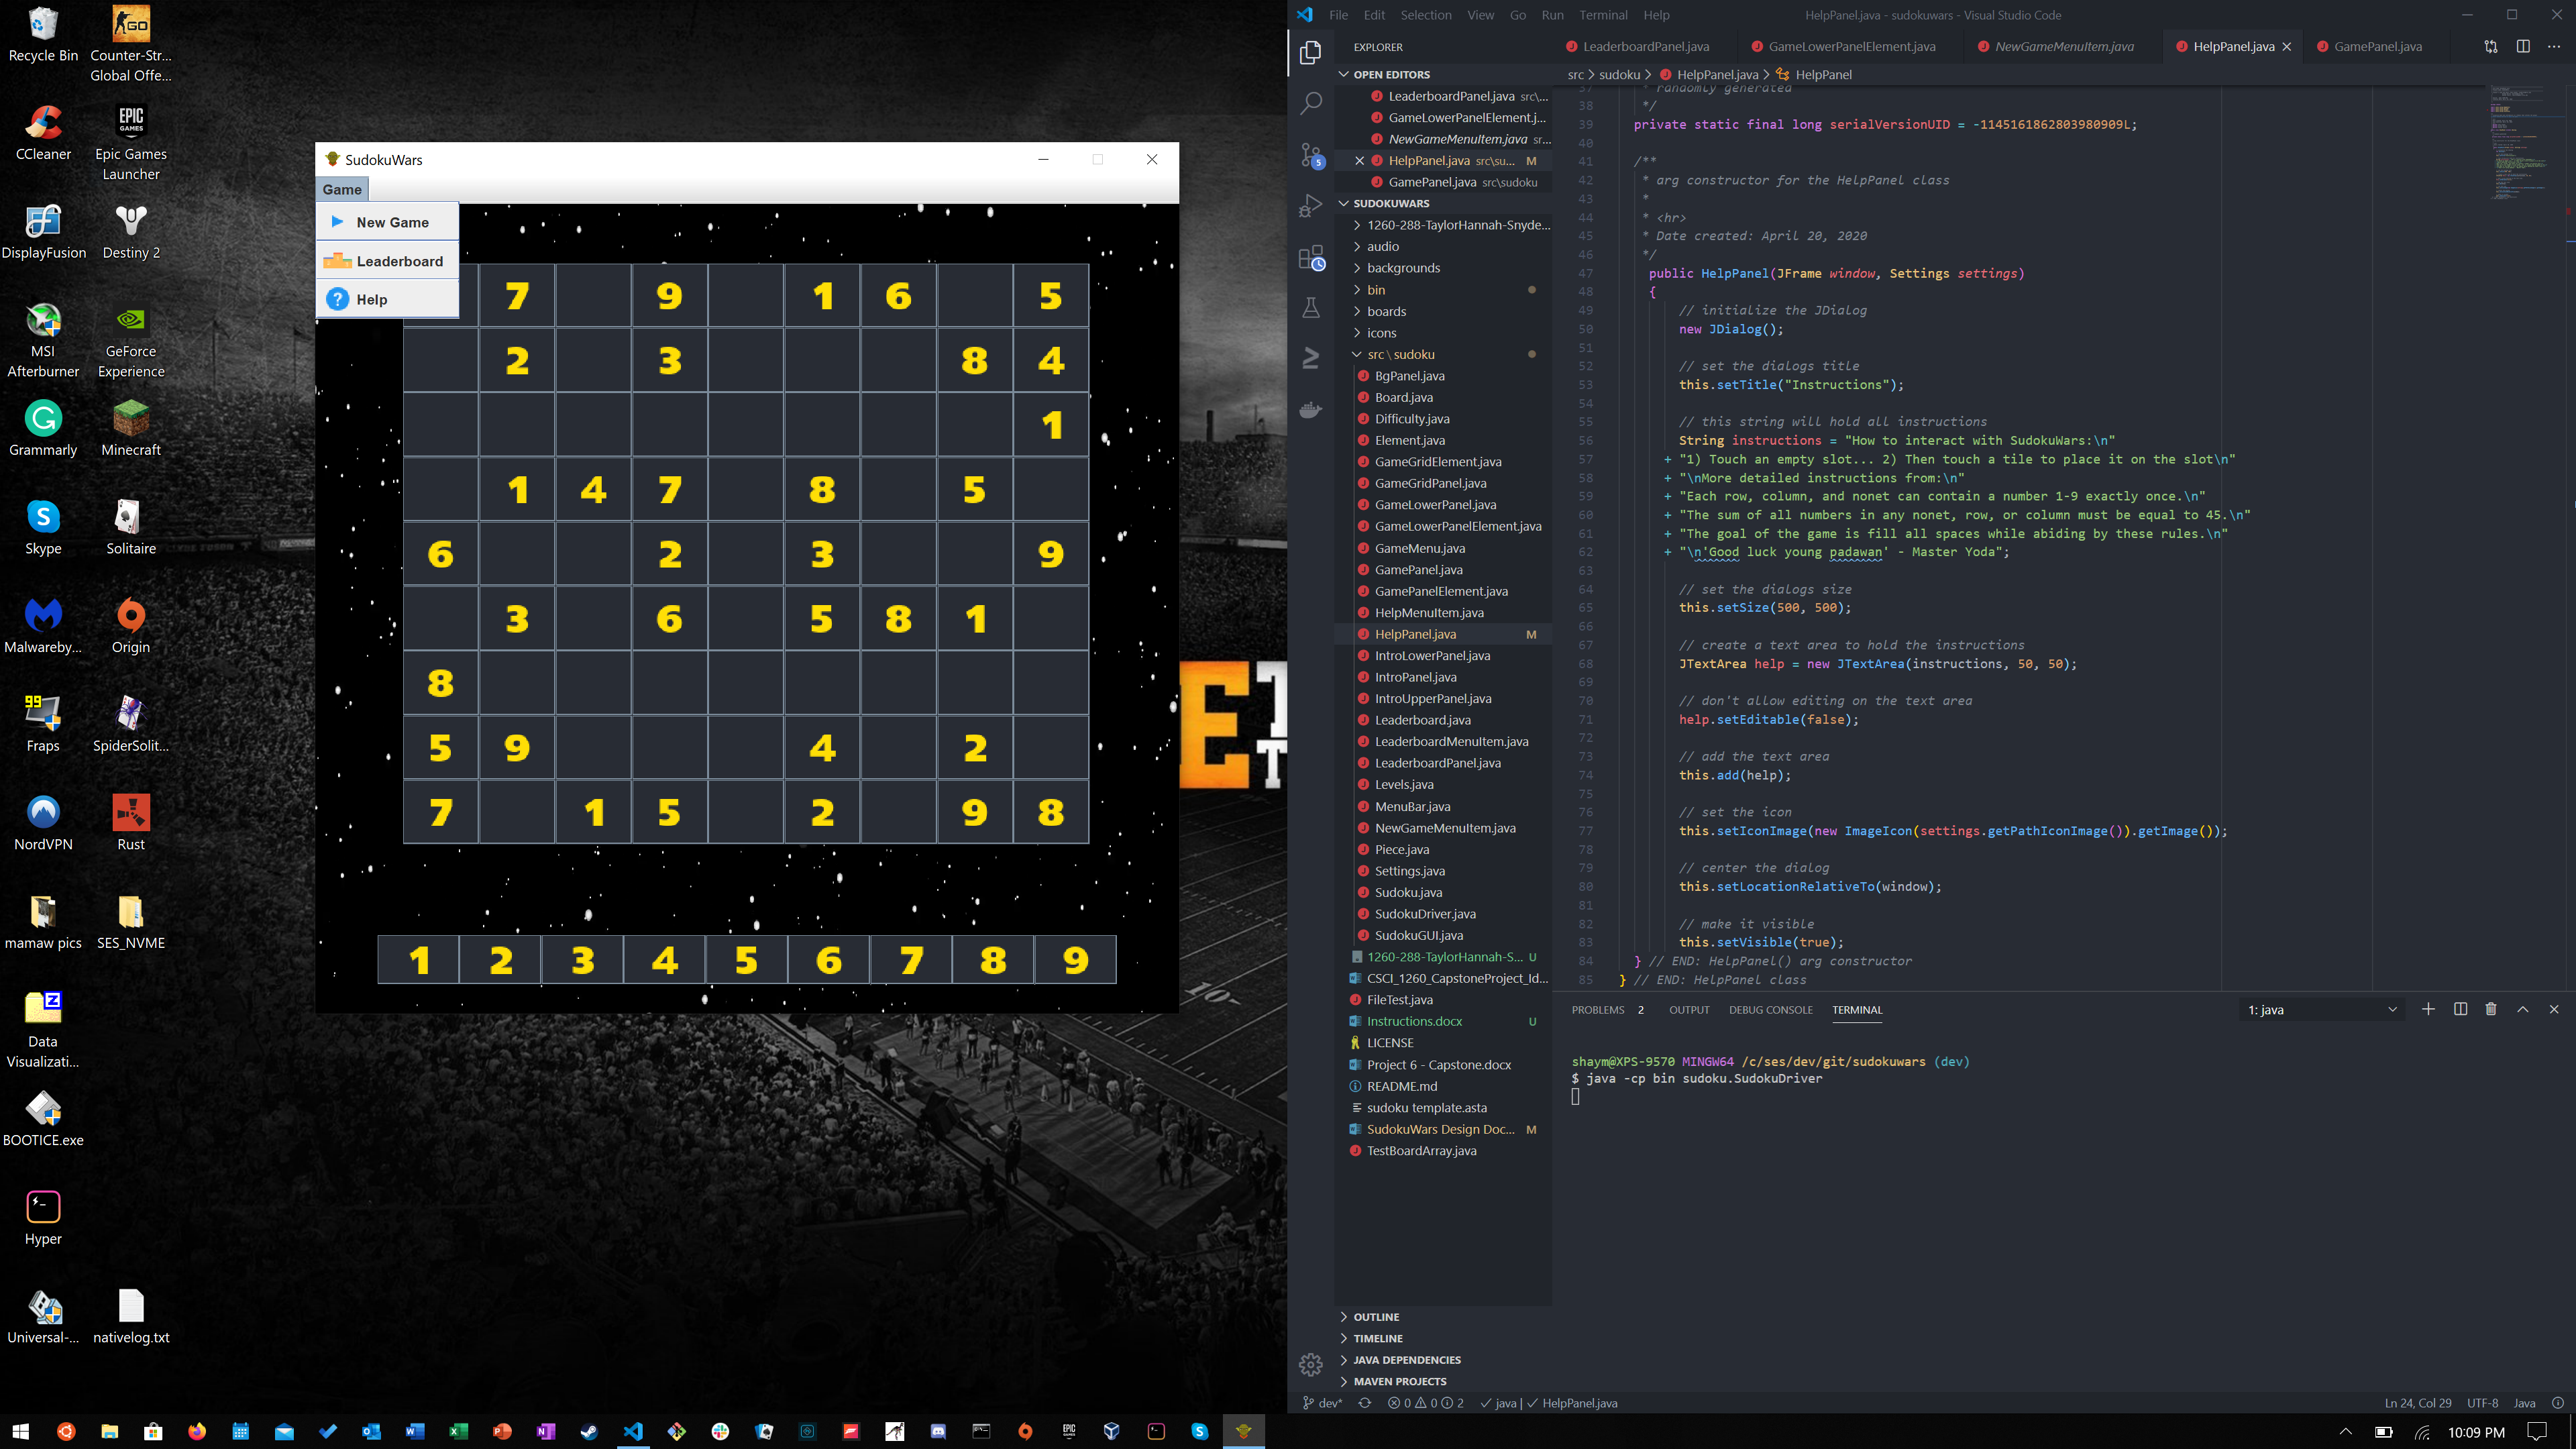 Recycle Bin
Counter-Str...
Global Offe...
CCleaner
Epic Games
Launcher
DisplayFusion
Destiny 2
MSI
Afterburner
GeForce
Experience
Grammarly
Minecraft
Skype
Solitaire
Malwareby...
Origin
Fraps
SpiderSolit...
NordVPN
Rust
mamaw pics
SES_NVME
Data
Visualizati...
BOOTICE.exe
Hyper
Universal-...
nativelog.txt
SudokuWars
Game
New Game
Leaderboard
Help
7 9 1 6 5
2 3 8 4
1
1 4 7 8 5
6 2 3 9
3 6 5 8 1
8
5 9 4 2
7 1 5 2 9 8
1 2 3 4 5 6 7 8 9
File Edit Selection View Go Run Terminal Help
HelpPanel.java - sudokuwars - Visual Studio Code
EXPLORER
LeaderboardPanel.java
GameLowerPanelElement.java
NewGameMenuItem.java
HelpPanel.java
GamePanel.java
OPEN EDITORS
LeaderboardPanel.java src\...
GameLowerPanelElement.j...
NewGameMenuItem.java sr...
HelpPanel.java src\su... M
GamePanel.java src\sudoku
SUDOKUWARS
1260-288-TaylorHannah-Snyde...
audio
backgrounds
bin
boards
icons
src\sudoku
BgPanel.java
Board.java
Difficulty.java
Element.java
GameGridElement.java
GameGridPanel.java
GameLowerPanel.java
GameLowerPanelElement.java
GameMenu.java
GamePanel.java
GamePanelElement.java
HelpMenuItem.java
HelpPanel.java M
IntroLowerPanel.java
IntroPanel.java
IntroUpperPanel.java
Leaderboard.java
LeaderboardMenuItem.java
LeaderboardPanel.java
Levels.java
MenuBar.java
NewGameMenuItem.java
Piece.java
Settings.java
Sudoku.java
SudokuDriver.java
SudokuGUI.java
1260-288-TaylorHannah-S... U
CSCI_1260_CapstoneProject_Id...
FileTest.java
Instructions.docx U
LICENSE
Project 6 - Capstone.docx
README.md
sudoku template.asta
SudokuWars Design Doc... M
TestBoardArray.java
OUTLINE
TIMELINE
JAVA DEPENDENCIES
MAVEN PROJECTS
src > sudoku > HelpPanel.java > HelpPanel
37 * randomly generated
38 */
39 private static final long serialVersionUID = -1145161862803980909L;
40
41 /**
42 * arg constructor for the HelpPanel class
43 *
44 * <hr>
45 * Date created: April 20, 2020
46 */
47 public HelpPanel(JFrame window, Settings settings)
48 {
49 // initialize the JDialog
50 new JDialog();
51
52 // set the dialogs title
53 this.setTitle("Instructions");
54
55 // this string will hold all instructions
56 String instructions = "How to interact with SudokuWars:\n"
57 + "1) Touch an empty slot... 2) Then touch a tile to place it on the slot\n"
58 + "\nMore detailed instructions from:\n"
59 + "Each row, column, and nonet can contain a number 1-9 exactly once.\n"
60 + "The sum of all numbers in any nonet, row, or column must be equal to 45.\n"
61 + "The goal of the game is fill all spaces while abiding by these rules.\n"
62 + "\n'Good luck young padawan' - Master Yoda";
63
64 // set the dialogs size
65 this.setSize(500, 500);
66
67 // create a text area to hold the instructions
68 JTextArea help = new JTextArea(instructions, 50, 50);
69
70 // don't allow editing on the text area
71 help.setEditable(false);
72
73 // add the text area
74 this.add(help);
75
76 // set the icon
77 this.setIconImage(new ImageIcon(settings.getPathIconImage()).getImage());
78
79 // center the dialog
80 this.setLocationRelativeTo(window);
81
82 // make it visible
83 this.setVisible(true);
84 } // END: HelpPanel() arg constructor
85 } // END: HelpPanel class
PROBLEMS 2 OUTPUT DEBUG CONSOLE TERMINAL
1: java
shaym@XPS-9570 MINGW64 /c/ses/dev/git/sudokuwars (dev)
$ java -cp bin sudoku.SudokuDriver
dev* 0 0 2 java | HelpPanel.java
Ln 24, Col 29 UTF-8 Java
10:09 PM